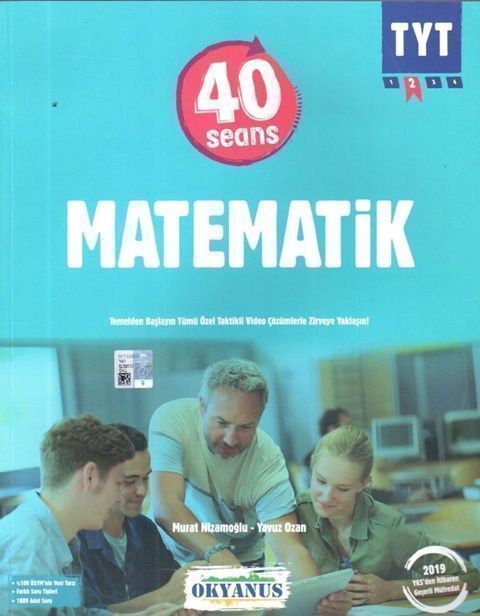 TYT
1 2 3 4
40
seans
MATEMATiK
Temelden Başlayın Tümü Özel Taktikli Video Çözümlerle Zirveye Yaklaşın!
Murat Nizamoğlu - Yavuz Ozan
• %100 ÖSYM'nin Yeni Tarzı
• Farklı Soru Tipleri
• 1889 Adet Soru
OKYANUS
2019
YKS'den İtibaren
Geçerli Müfredat